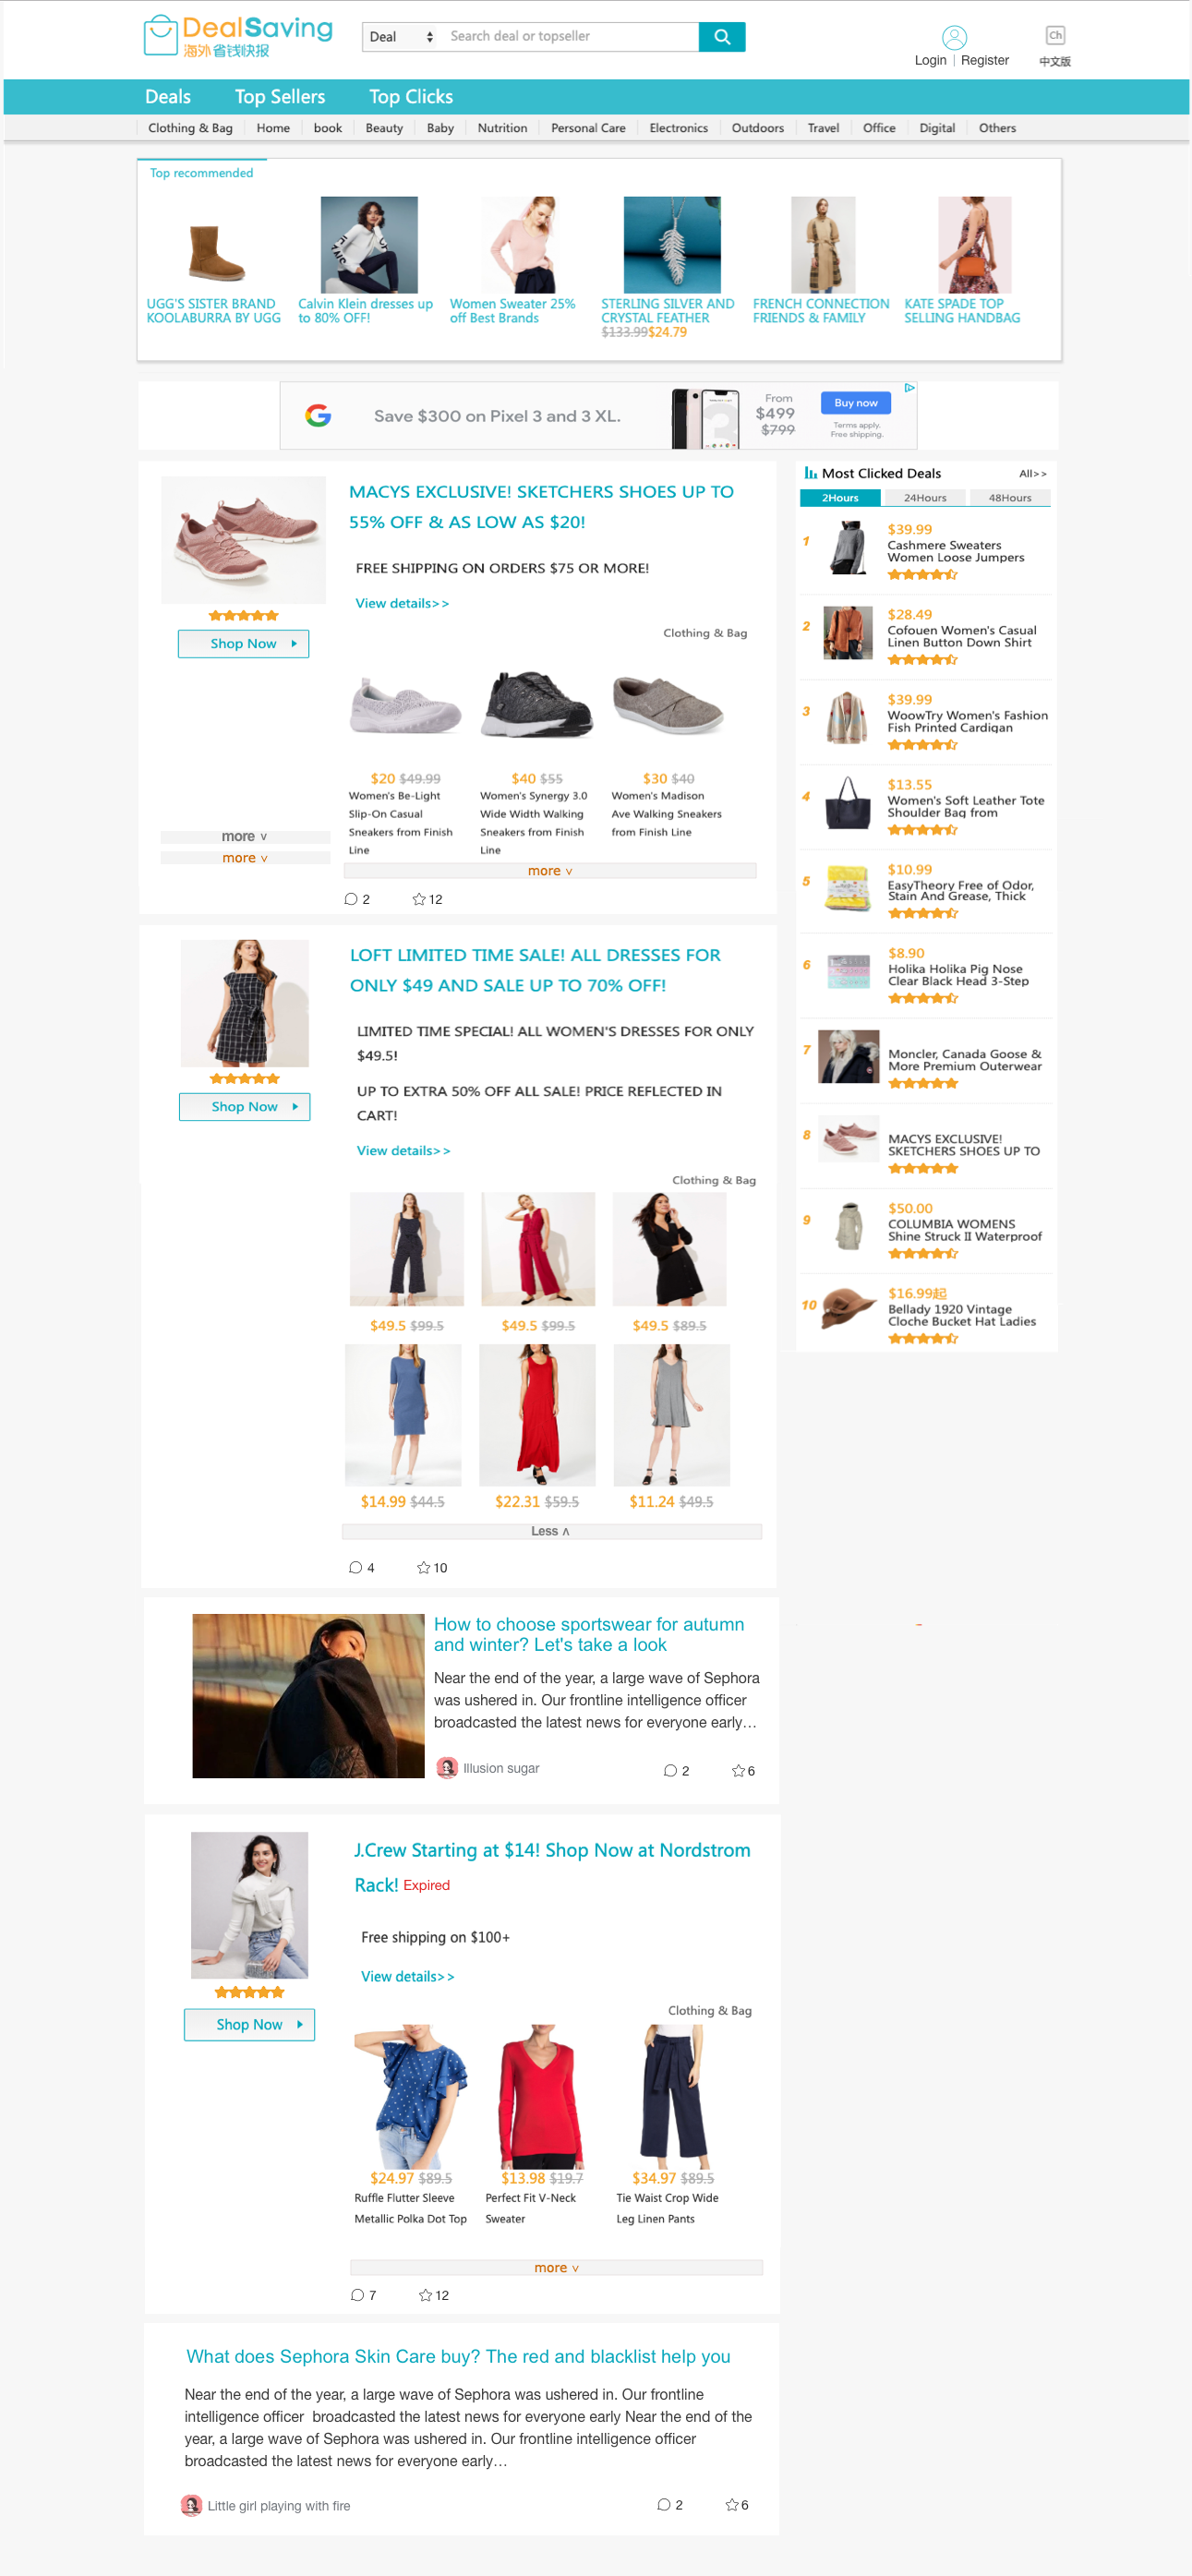 DealSaving
海外省钱快报
Deal
Search deal or topseller
Login | Register
Ch
中文版
Deals Top Sellers Top Clicks
Clothing & Bag Home book Beauty Baby Nutrition Personal Care Electronics Outdoors Travel Office Digital Others
Top recommended
UGG'S SISTER BRAND
KOOLABURRA BY UGG
Calvin Klein dresses up
to 80% OFF!
Women Sweater 25%
off Best Brands
STERLING SILVER AND
CRYSTAL FEATHER
$133.99$24.79
FRENCH CONNECTION
FRIENDS & FAMILY
KATE SPADE TOP
SELLING HANDBAG
Save $300 on Pixel 3 and 3 XL.
From
$499
$799
Buy now
Terms apply.
Free shipping.
MACYS EXCLUSIVE! SKETCHERS SHOES UP TO
55% OFF & AS LOW AS $20!
FREE SHIPPING ON ORDERS $75 OR MORE!
View details>>
Shop Now
Clothing & Bag
$20 $49.99
Women's Be-Light
Slip-On Casual
Sneakers from Finish
Line
$40 $55
Women's Synergy 3.0
Wide Width Walking
Sneakers from Finish
Line
$30 $40
Women's Madison
Ave Walking Sneakers
from Finish Line
more ∨
more ∨
more ∨
2 12
LOFT LIMITED TIME SALE! ALL DRESSES FOR
ONLY $49 AND SALE UP TO 70% OFF!
LIMITED TIME SPECIAL! ALL WOMEN'S DRESSES FOR ONLY
$49.5!
UP TO EXTRA 50% OFF ALL SALE! PRICE REFLECTED IN
CART!
View details>>
Shop Now
Clothing & Bag
$49.5 $99.5
$49.5 $99.5
$49.5 $89.5
$14.99 $44.5
$22.31 $59.5
$11.24 $49.5
Less ∧
4 10
How to choose sportswear for autumn
and winter? Let's take a look
Near the end of the year, a large wave of Sephora
was ushered in. Our frontline intelligence officer
broadcasted the latest news for everyone early…
Illusion sugar
2 6
J.Crew Starting at $14! Shop Now at Nordstrom
Rack! Expired
Free shipping on $100+
View details>>
Shop Now
Clothing & Bag
$24.97 $89.5
Ruffle Flutter Sleeve
Metallic Polka Dot Top
$13.98 $19.7
Perfect Fit V-Neck
Sweater
$34.97 $89.5
Tie Waist Crop Wide
Leg Linen Pants
more ∨
7 12
What does Sephora Skin Care buy? The red and blacklist help you
Near the end of the year, a large wave of Sephora was ushered in. Our frontline
intelligence officer broadcasted the latest news for everyone early Near the end of the
year, a large wave of Sephora was ushered in. Our frontline intelligence officer
broadcasted the latest news for everyone early…
Little girl playing with fire
2 6
Most Clicked Deals
All>>
2Hours 24Hours 48Hours
1
$39.99
Cashmere Sweaters
Women Loose Jumpers
2
$28.49
Cofouen Women's Casual
Linen Button Down Shirt
3
$39.99
WoowTry Women's Fashion
Fish Printed Cardigan
4
$13.55
Women's Soft Leather Tote
Shoulder Bag from
5
$10.99
EasyTheory Free of Odor,
Stain And Grease, Thick
6
$8.90
Holika Holika Pig Nose
Clear Black Head 3-Step
7
Moncler, Canada Goose &
More Premium Outerwear
8
MACYS EXCLUSIVE!
SKETCHERS SHOES UP TO
9
$50.00
COLUMBIA WOMENS
Shine Struck II Waterproof
10
$16.99起
Bellady 1920 Vintage
Cloche Bucket Hat Ladies